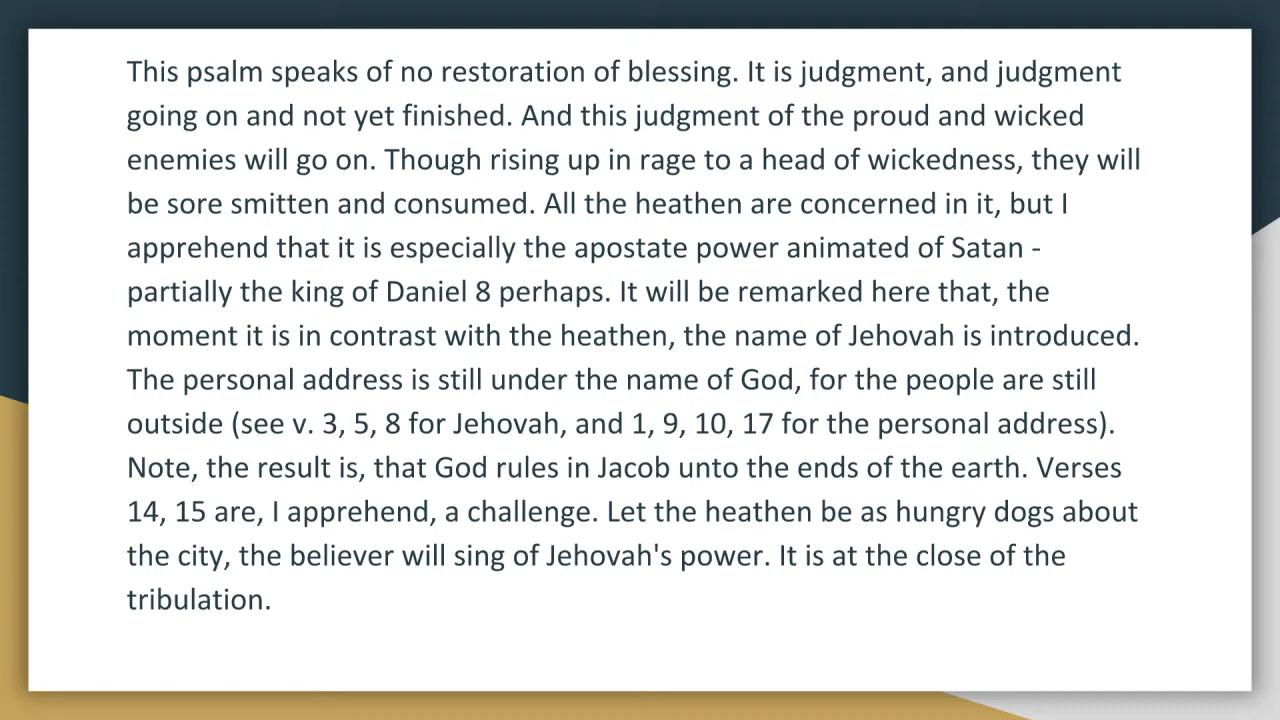 This psalm speaks of no restoration of blessing. It is judgment, and judgment
going on and not yet finished. And this judgment of the proud and wicked
enemies will go on. Though rising up in rage to a head of wickedness, they will
be sore smitten and consumed. All the heathen are concerned in it, but I
apprehend that it is especially the apostate power animated of Satan -
partially the king of Daniel 8 perhaps. It will be remarked here that, the
moment it is in contrast with the heathen, the name of Jehovah is introduced.
The personal address is still under the name of God, for the people are still
outside (see v. 3, 5, 8 for Jehovah, and 1, 9, 10, 17 for the personal address).
Note, the result is, that God rules in Jacob unto the ends of the earth. Verses
14, 15 are, I apprehend, a challenge. Let the heathen be as hungry dogs about
the city, the believer will sing of Jehovah's power. It is at the close of the
tribulation.